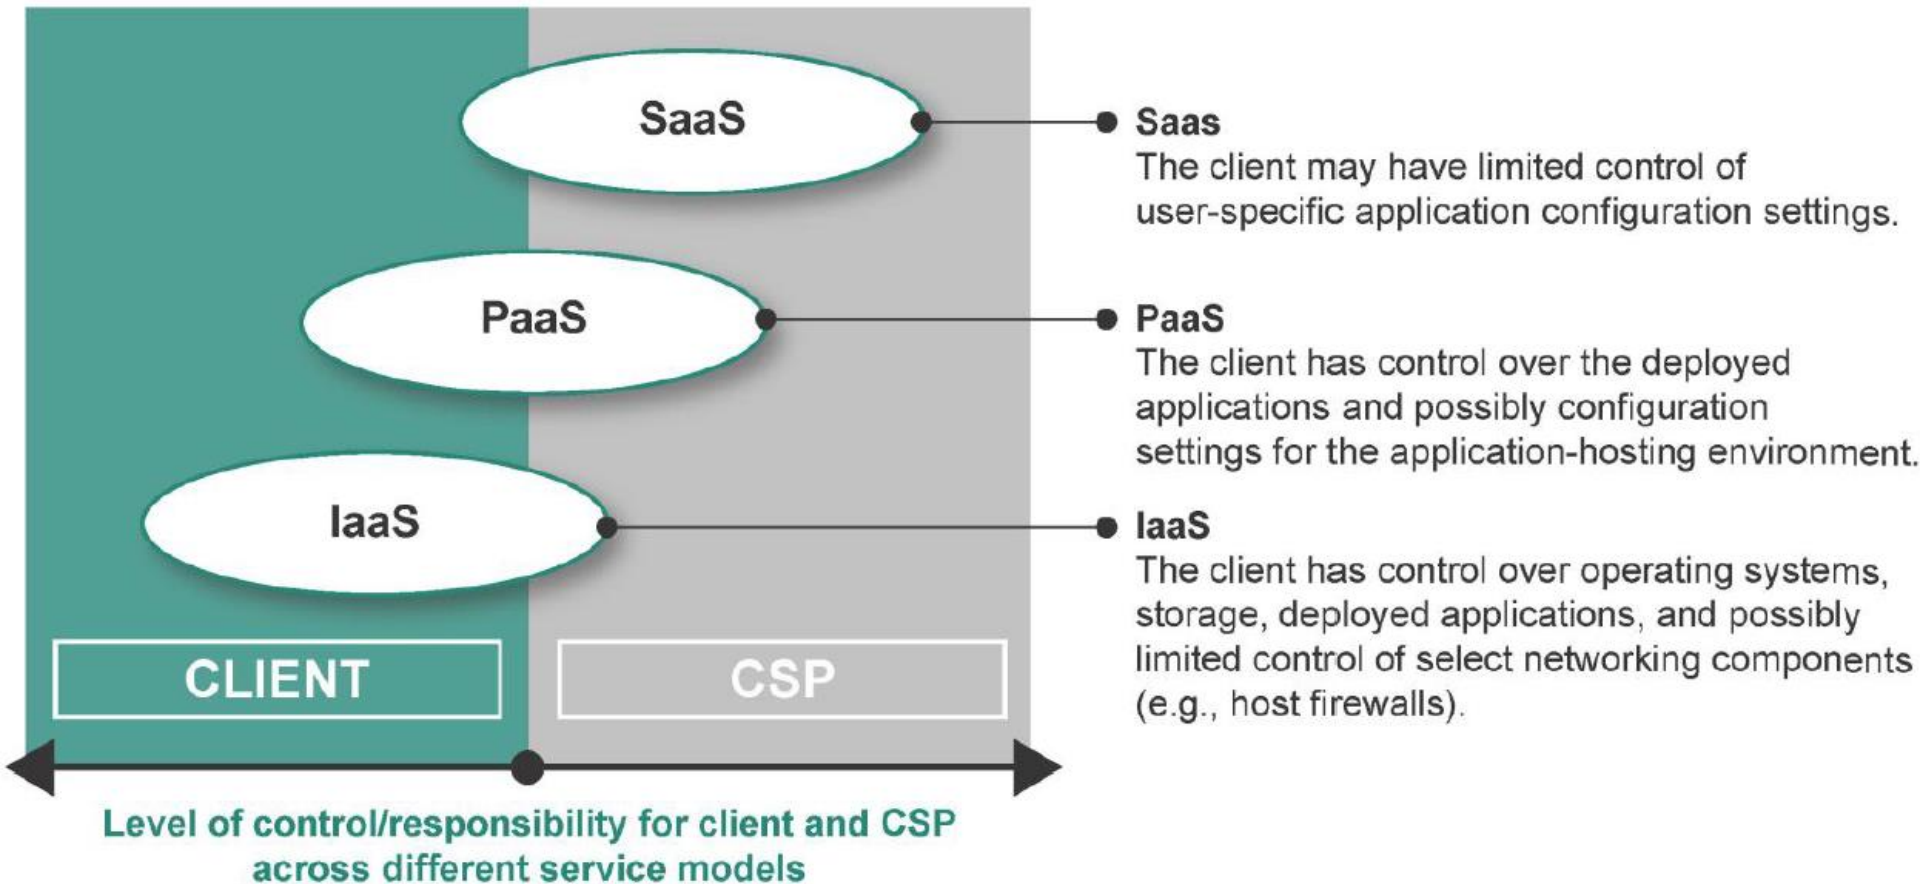 SaaS
PaaS
IaaS
CLIENT
CSP
Level of control/responsibility for client and CSP
across different service models
Saas
The client may have limited control of
user-specific application configuration settings.
PaaS
The client has control over the deployed
applications and possibly configuration
settings for the application-hosting environment.
IaaS
The client has control over operating systems,
storage, deployed applications, and possibly
limited control of select networking components
(e.g., host firewalls).